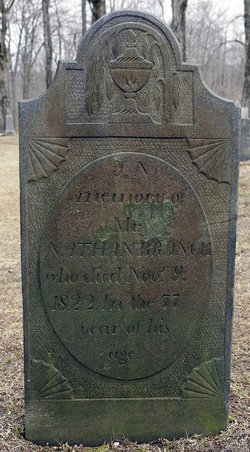 IN
memory of
Mr.
NATHAN BRANCH
who died Nov. 9.
1822 In the 77
year of his
age.